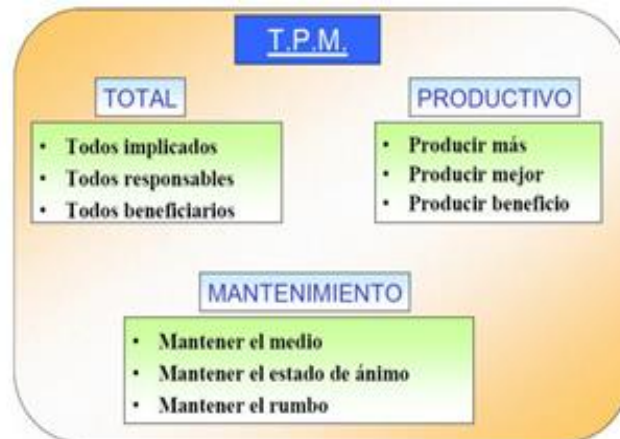 T.P.M.
TOTAL
• Todos implicados
• Todos responsables
• Todos beneficiarios
PRODUCTIVO
• Producir más
• Producir mejor
• Producir beneficio
MANTENIMIENTO
• Mantener el medio
• Mantener el estado de ánimo
• Mantener el rumbo